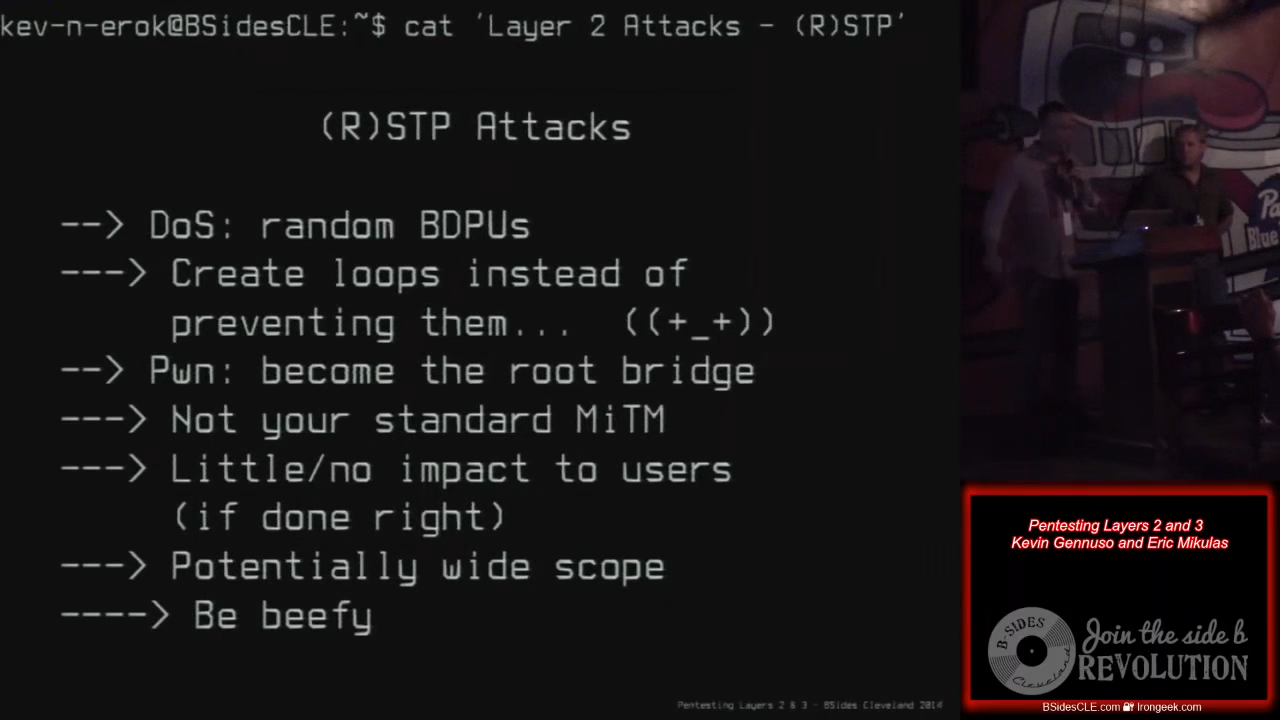 kev-n-erok@BSidesCLE:~$ cat 'Layer 2 Attacks - (R)STP'
(R)STP Attacks
--> DoS: random BDPUs
---> Create loops instead of
preventing them... ((+_+))
--> Pwn: become the root bridge
---> Not your standard MiTM
---> Little/no impact to users
(if done right)
---> Potentially wide scope
----> Be beefy
Pentesting Layers 2 & 3 - BSides Cleveland 2014
Blue
Pentesting Layers 2 and 3
Kevin Gennuso and Eric Mikulas
B-SIDES
Cleveland
Join the side b
REVOLUTION
BSidesCLE.com Irongeek.com